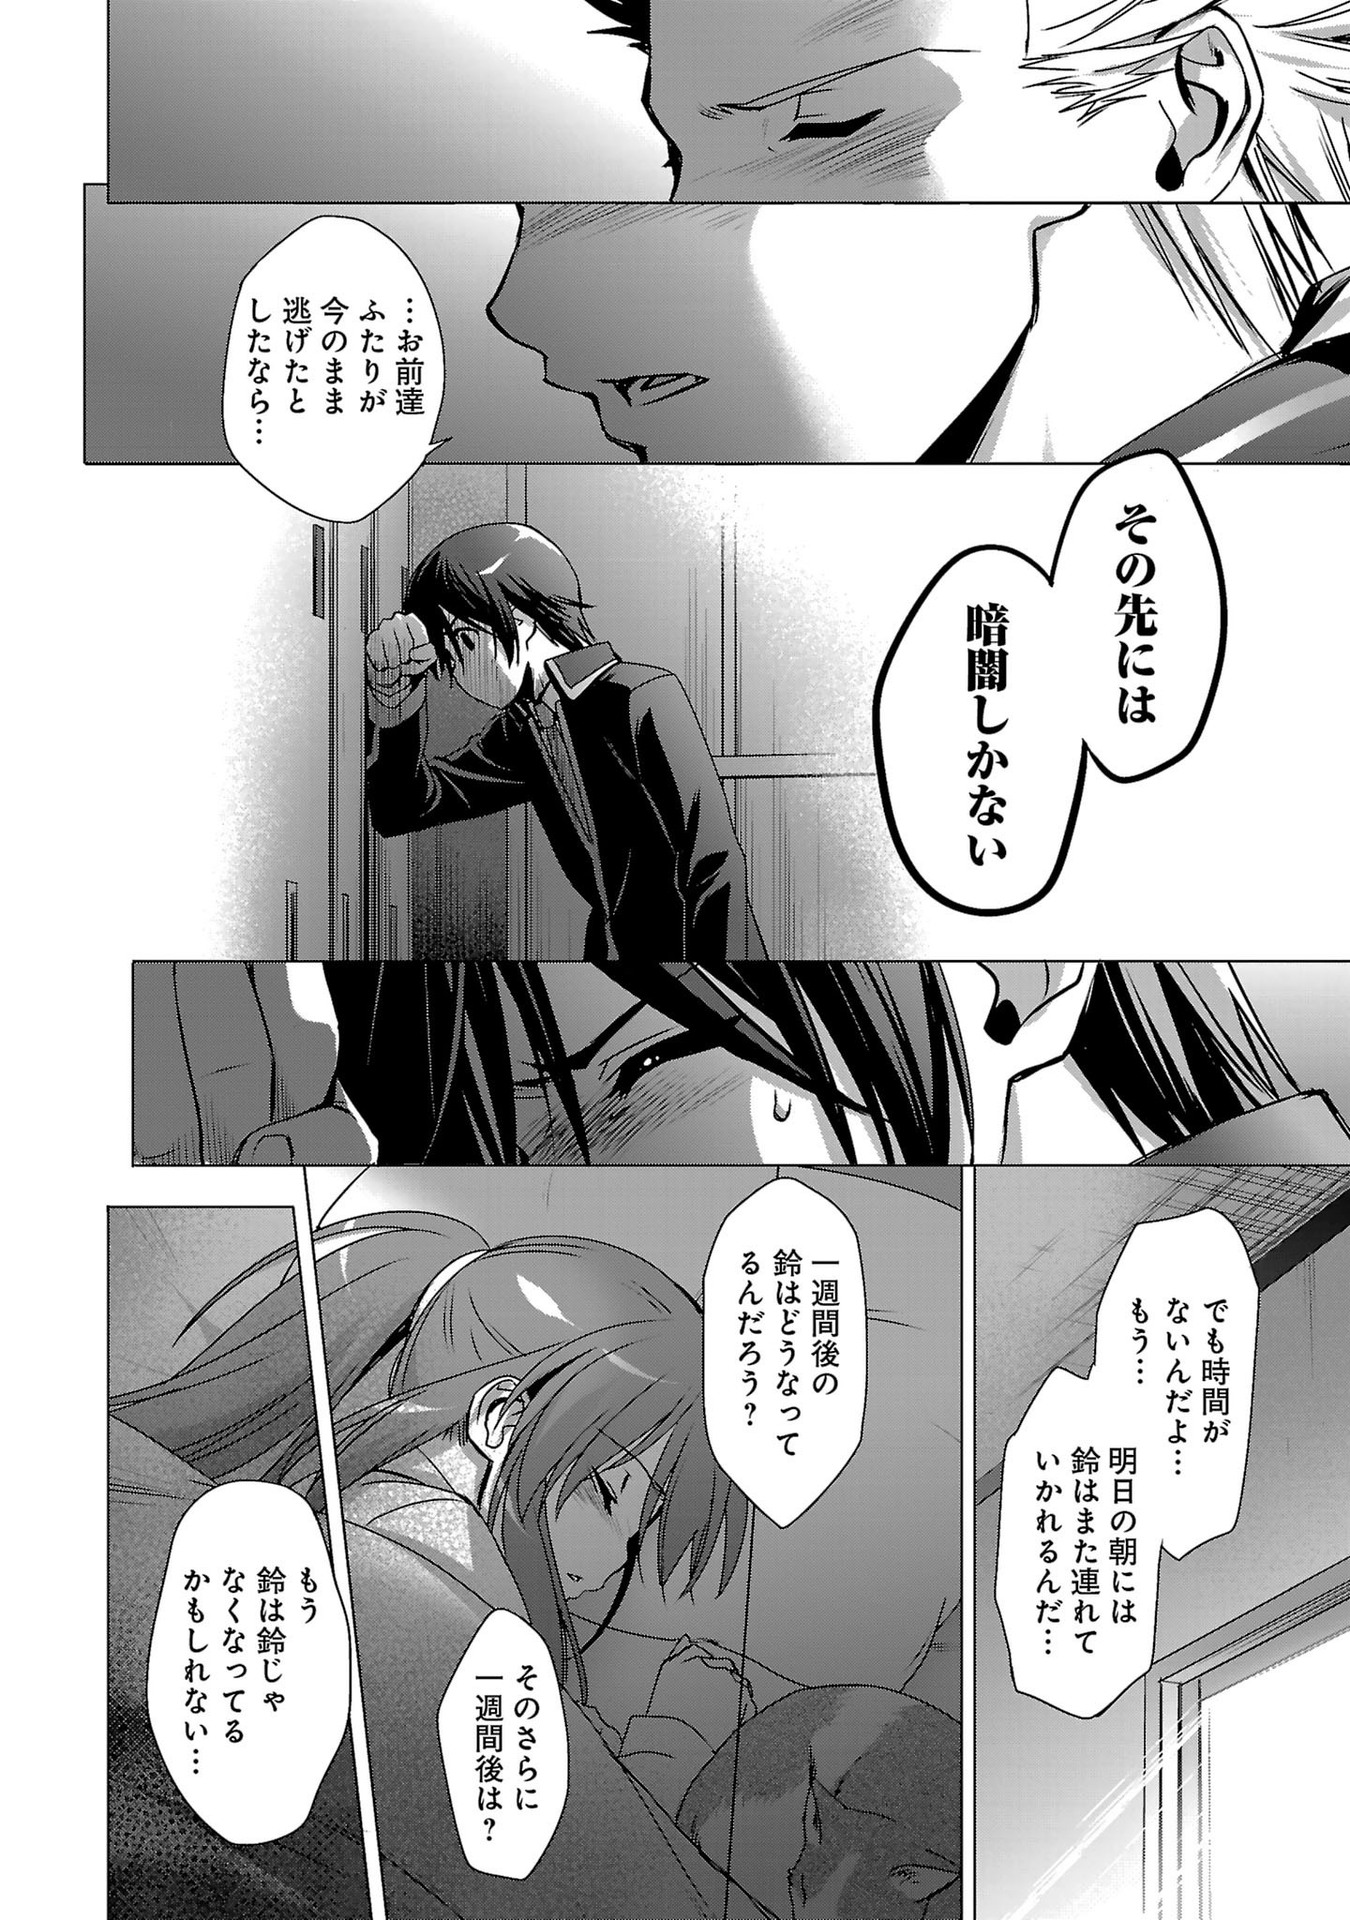 …お前達
ふたりが
今のまま
逃げたと
したなら…
その先には
暗闇しかない
でも時間が
ないんだよ…
もう…
明日の朝には
鈴はまた連れて
いかれるんだ…
一週間後の
鈴はどうなって
るんだろう?
そのさらに
一週間後は?
もう
鈴は鈴じゃ
なくなってる
かもしれない…